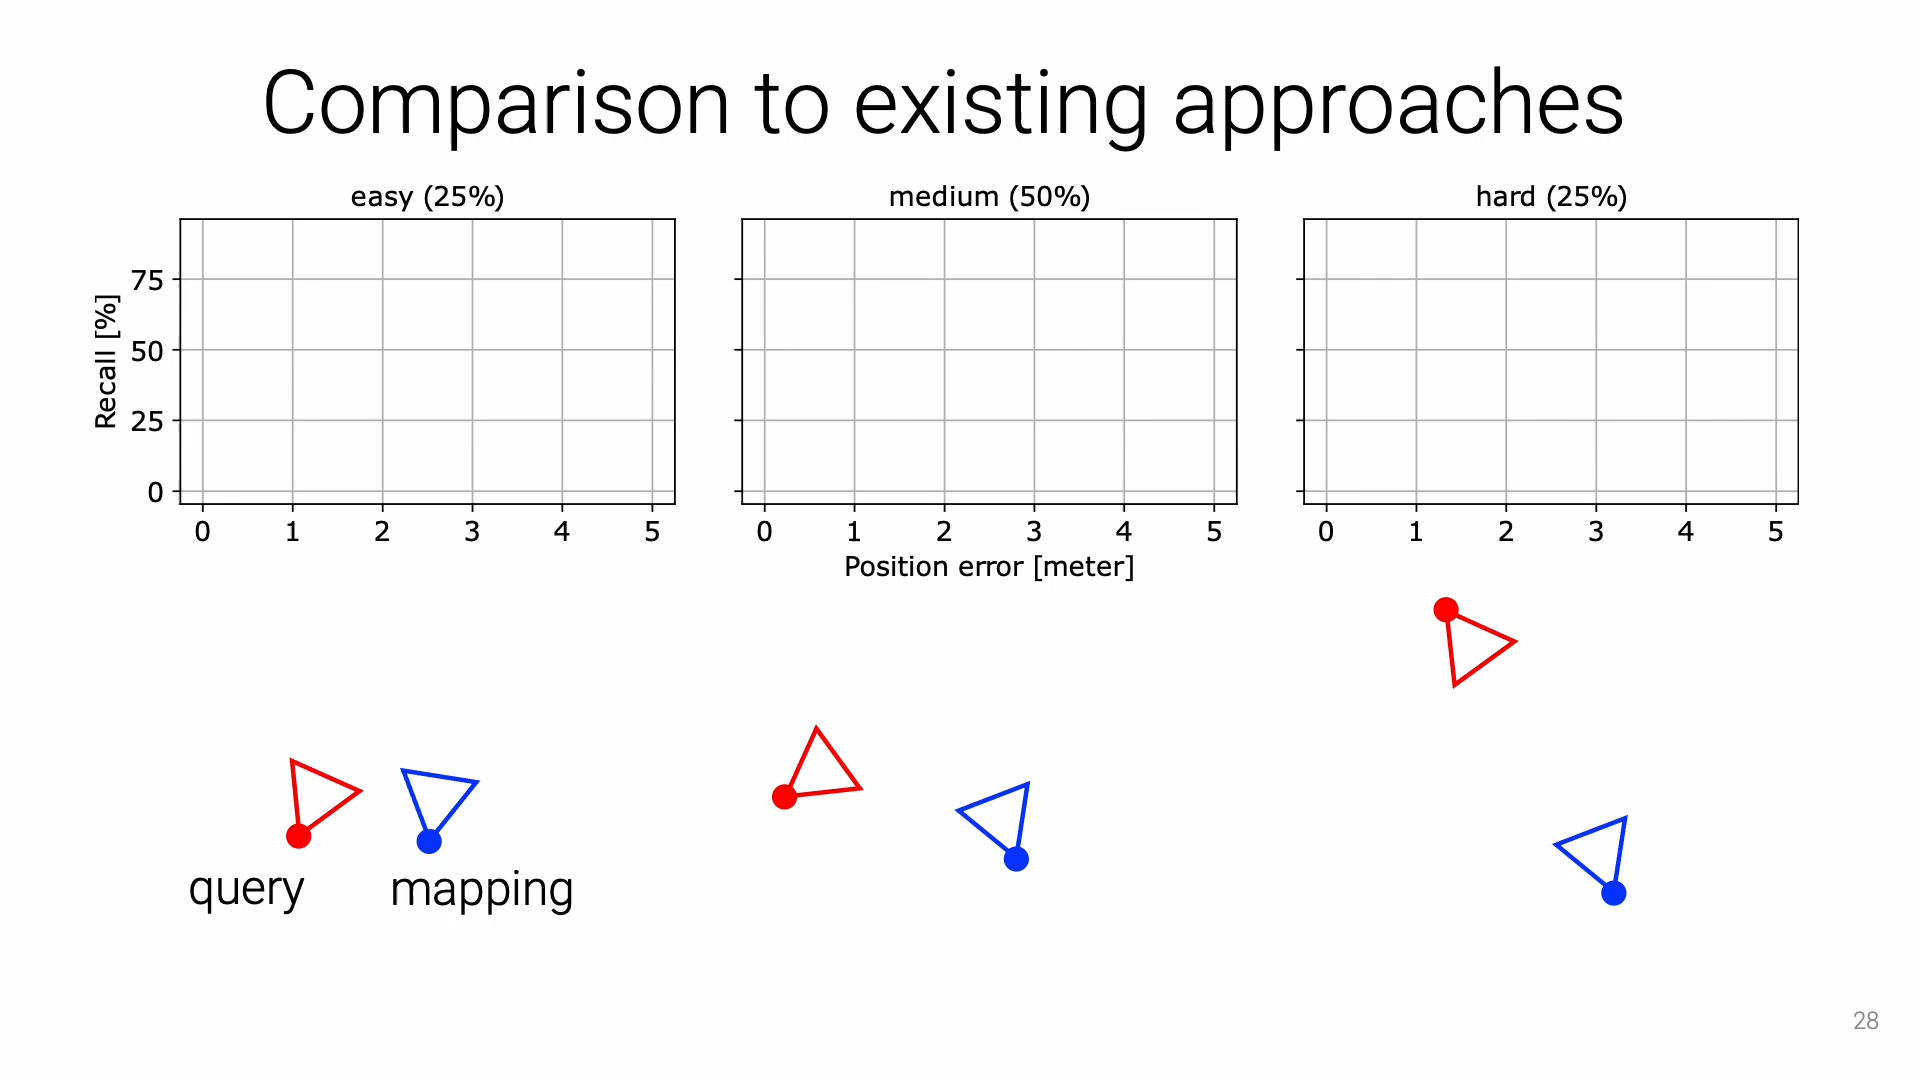 Comparison to existing approaches
easy (25%)
medium (50%)
hard (25%)
Recall [%]
75
50
25
0
0 1 2 3 4 5
0 1 2 3 4 5
0 1 2 3 4 5
Position error [meter]
query
mapping
28